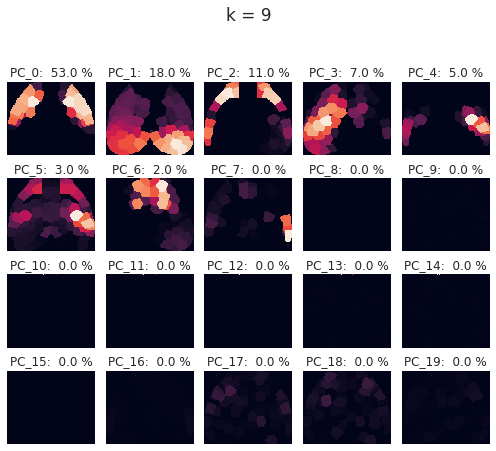 k = 9
PC_0: 53.0 %
PC_1: 18.0 %
PC_2: 11.0 %
PC_3: 7.0 %
PC_4: 5.0 %
PC_5: 3.0 %
PC_6: 2.0 %
PC_7: 0.0 %
PC_8: 0.0 %
PC_9: 0.0 %
PC_10: 0.0 %
PC_11: 0.0 %
PC_12: 0.0 %
PC_13: 0.0 %
PC_14: 0.0 %
PC_15: 0.0 %
PC_16: 0.0 %
PC_17: 0.0 %
PC_18: 0.0 %
PC_19: 0.0 %